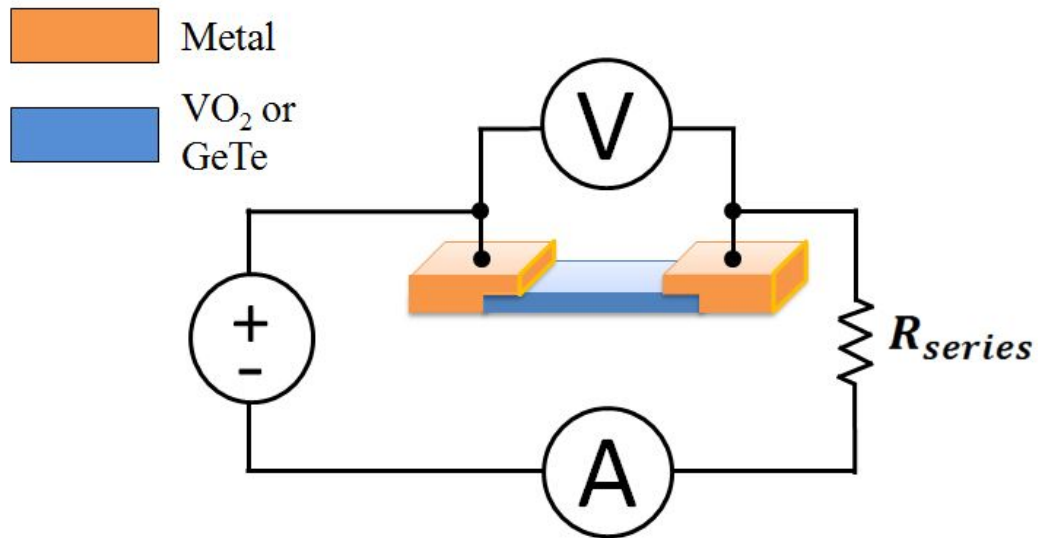 Metal
VO₂ or
GeTe
V
+
-
R_series
A